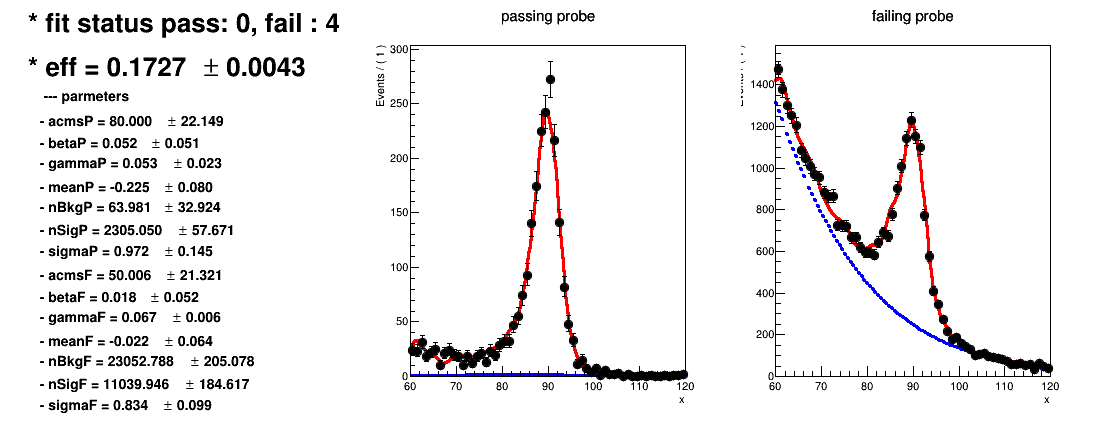 * fit status pass: 0, fail : 4
* eff = 0.1727 ± 0.0043
--- parmeters
- acmsP = 80.000 ± 22.149
- betaP = 0.052 ± 0.051
- gammaP = 0.053 ± 0.023
- meanP = -0.225 ± 0.080
- nBkgP = 63.981 ± 32.924
- nSigP = 2305.050 ± 57.671
- sigmaP = 0.972 ± 0.145
- acmsF = 50.006 ± 21.321
- betaF = 0.018 ± 0.052
- gammaF = 0.067 ± 0.006
- meanF = -0.022 ± 0.064
- nBkgF = 23052.788 ± 205.078
- nSigF = 11039.946 ± 184.617
- sigmaF = 0.834 ± 0.099
passing probe
Events / ( 1 )
300
250
200
150
100
50
0
60 70 80 90 100 110 120
x
failing probe
1400
1200
1000
800
600
400
200
0
60 70 80 90 100 110 120
x